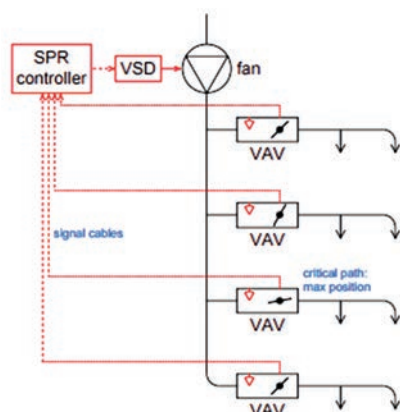 SPR
controller
VSD
fan
VAV
VAV
signal cables
critical path:
max position
VAV
VAV